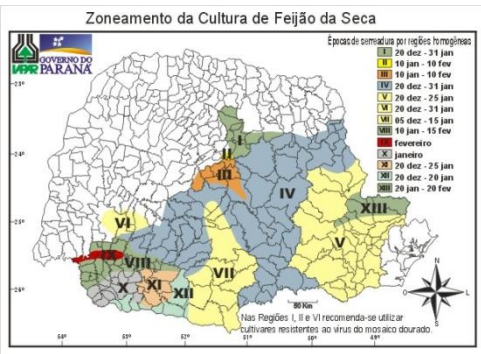 Zoneamento da Cultura de Feijão da Seca
IAPAR
GOVERNO DO
PARANÁ
Épocas de semeadura por regiões homogêneas
I 20 dez - 31 jan
II 10 jan - 10 fev
III 10 jan - 10 fev
IV 20 dez - 31 jan
V 20 dez - 25 jan
VI 20 dez - 31 jan
VII 05 dez - 15 jan
VIII 10 jan - 15 fev
IX fevereiro
X janeiro
XI 20 dez - 25 jan
XII 20 dez - 20 jan
XIII 20 jan - 20 fev
-23°
-24°
-25°
-26°
I
II
III
IV
XIII
VI
V
IX
VIII
VII
X
XI
XII
N
O
L
S
50 Km
Nas Regiões I, II e VI recomenda-se utilizar
cultivares resistentes ao vírus do mosaico dourado.
54° 53° 52° 51° 50° 49°